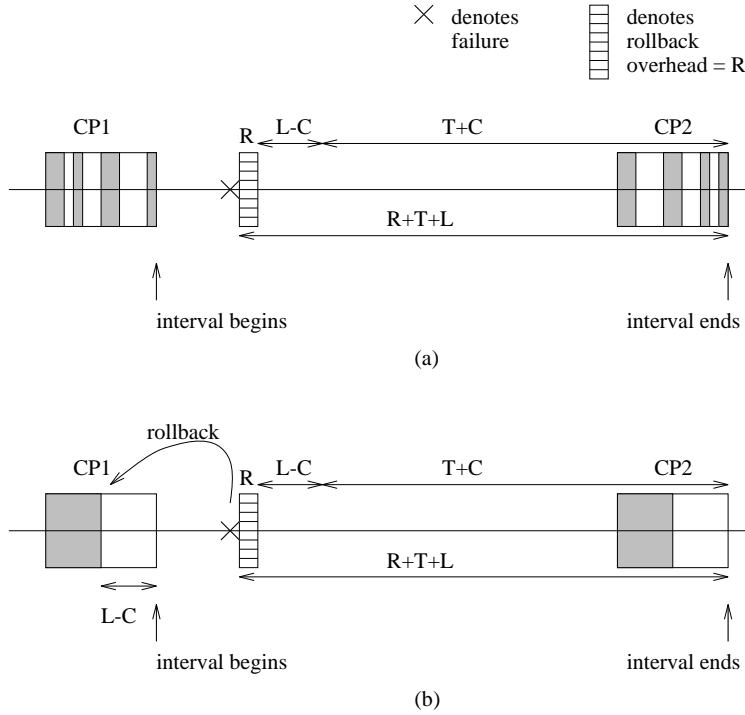 denotes
failure
denotes
rollback
overhead = R
CP1
R
L-C
T+C
CP2
R+T+L
interval begins
interval ends
(a)
rollback
CP1
R
L-C
T+C
CP2
R+T+L
L-C
interval begins
interval ends
(b)